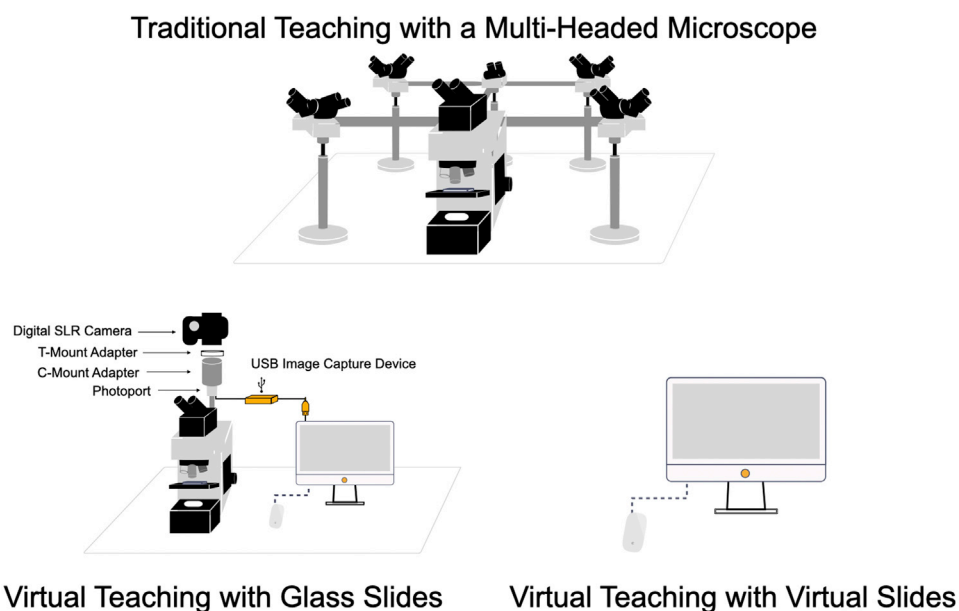 Traditional Teaching with a Multi-Headed Microscope
Digital SLR Camera
T-Mount Adapter
C-Mount Adapter
Photoport
USB Image Capture Device
Virtual Teaching with Glass Slides
Virtual Teaching with Virtual Slides